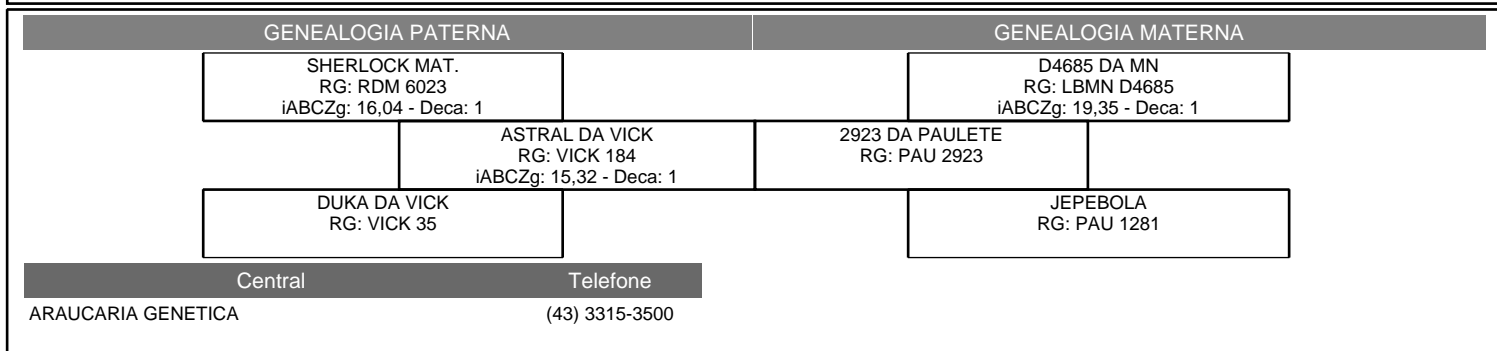 GENEALOGIA PATERNA
GENEALOGIA MATERNA
SHERLOCK MAT.
RG: RDM 6023
iABCZg: 16,04 - Deca: 1
D4685 DA MN
RG: LBMN D4685
iABCZg: 19,35 - Deca: 1
ASTRAL DA VICK
RG: VICK 184
iABCZg: 15,32 - Deca: 1
2923 DA PAULETE
RG: PAU 2923
DUKA DA VICK
RG: VICK 35
JEPEBOLA
RG: PAU 1281
Central Telefone
ARAUCARIA GENETICA (43) 3315-3500